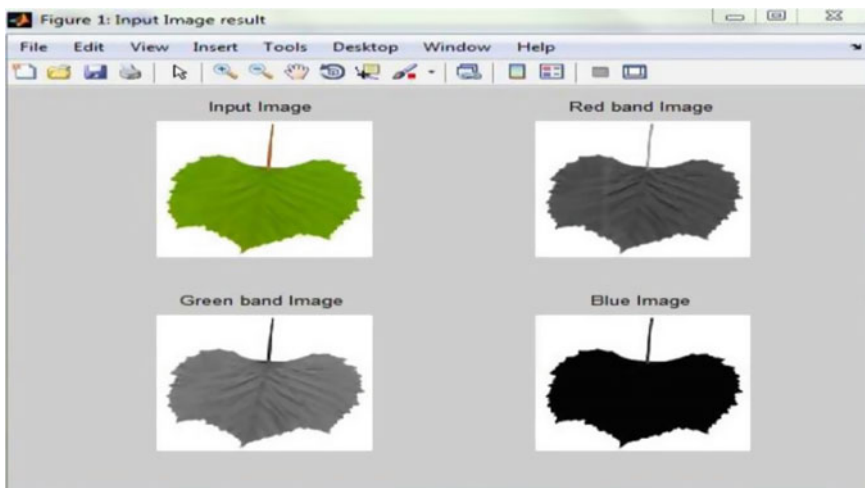 Figure 1: Input Image result
File Edit View Insert Tools Desktop Window Help
Input Image
Red band Image
Green band Image
Blue Image